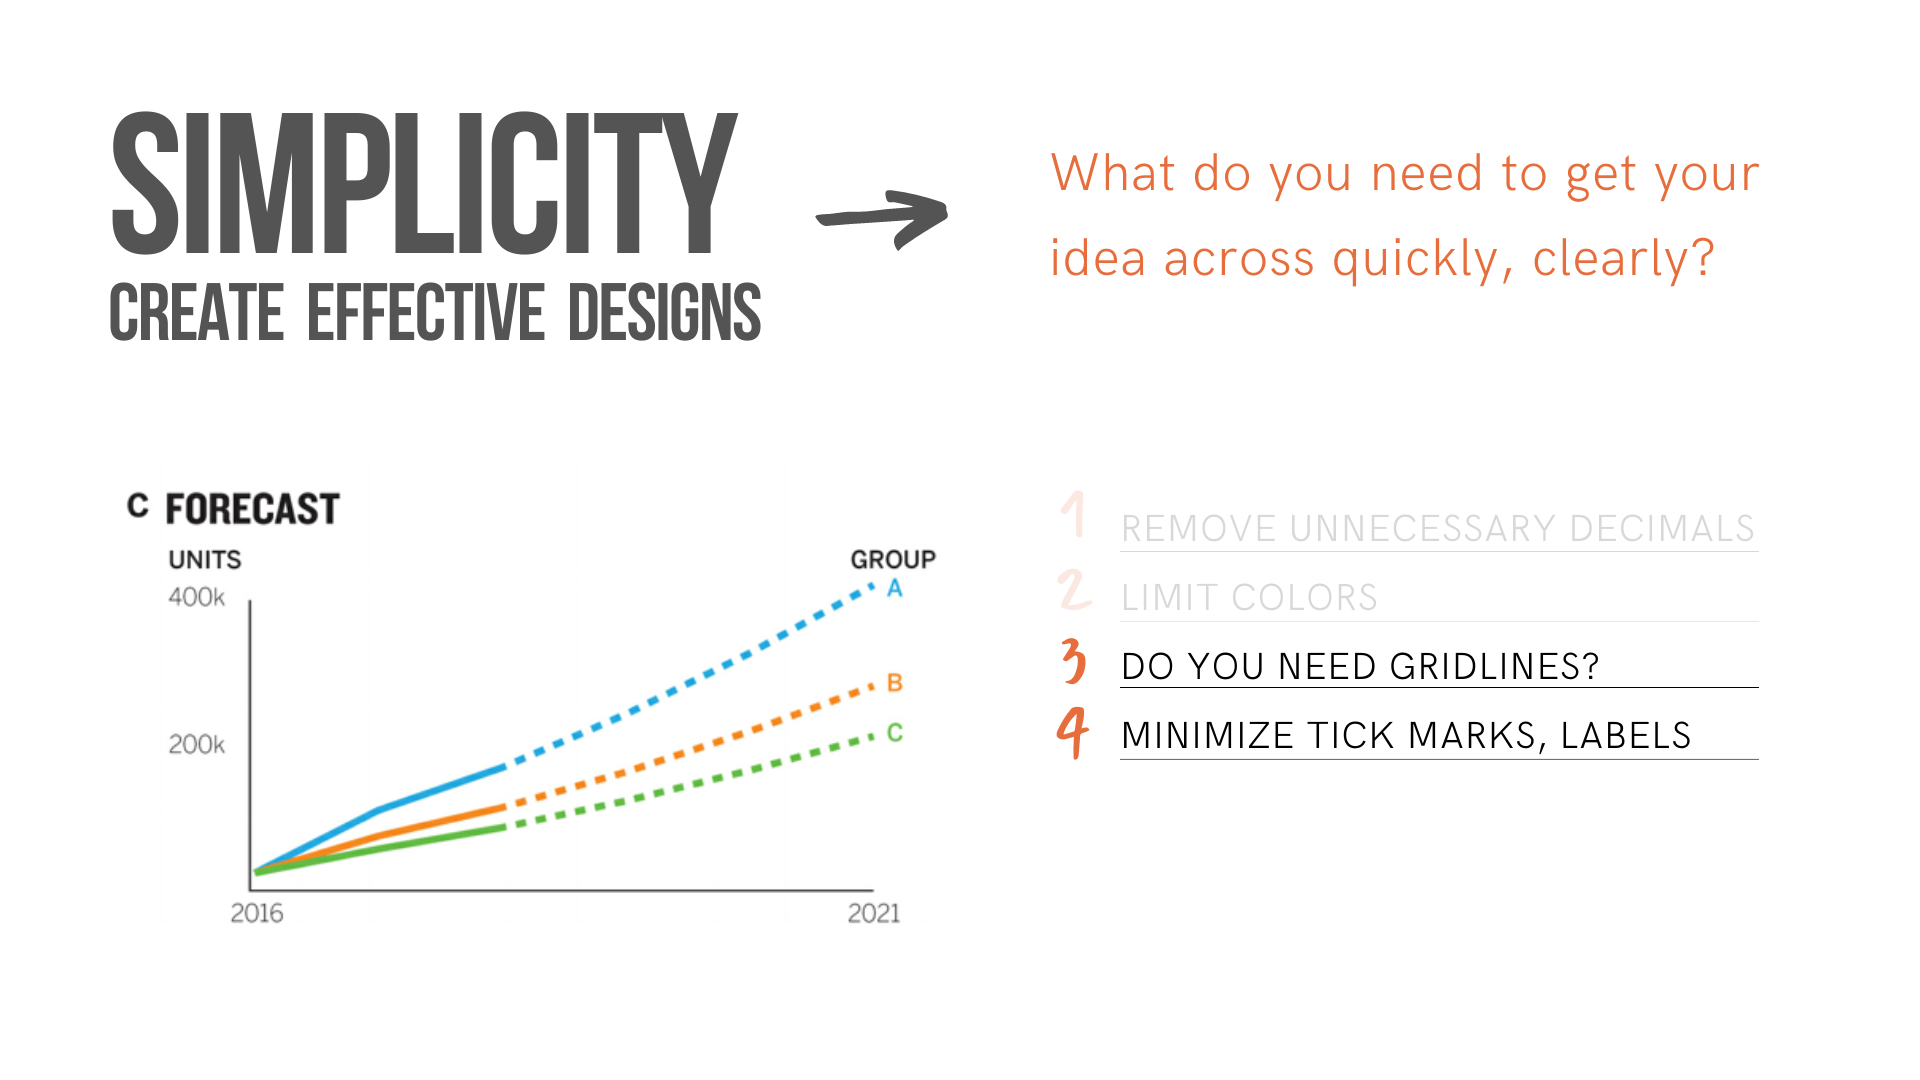 SIMPLICITY
CREATE EFFECTIVE DESIGNS
What do you need to get your
idea across quickly, clearly?
C FORECAST
UNITS
GROUP
400k
A
B
200k
C
2016
2021
1 REMOVE UNNECESSARY DECIMALS
2 LIMIT COLORS
3 DO YOU NEED GRIDLINES?
4 MINIMIZE TICK MARKS, LABELS